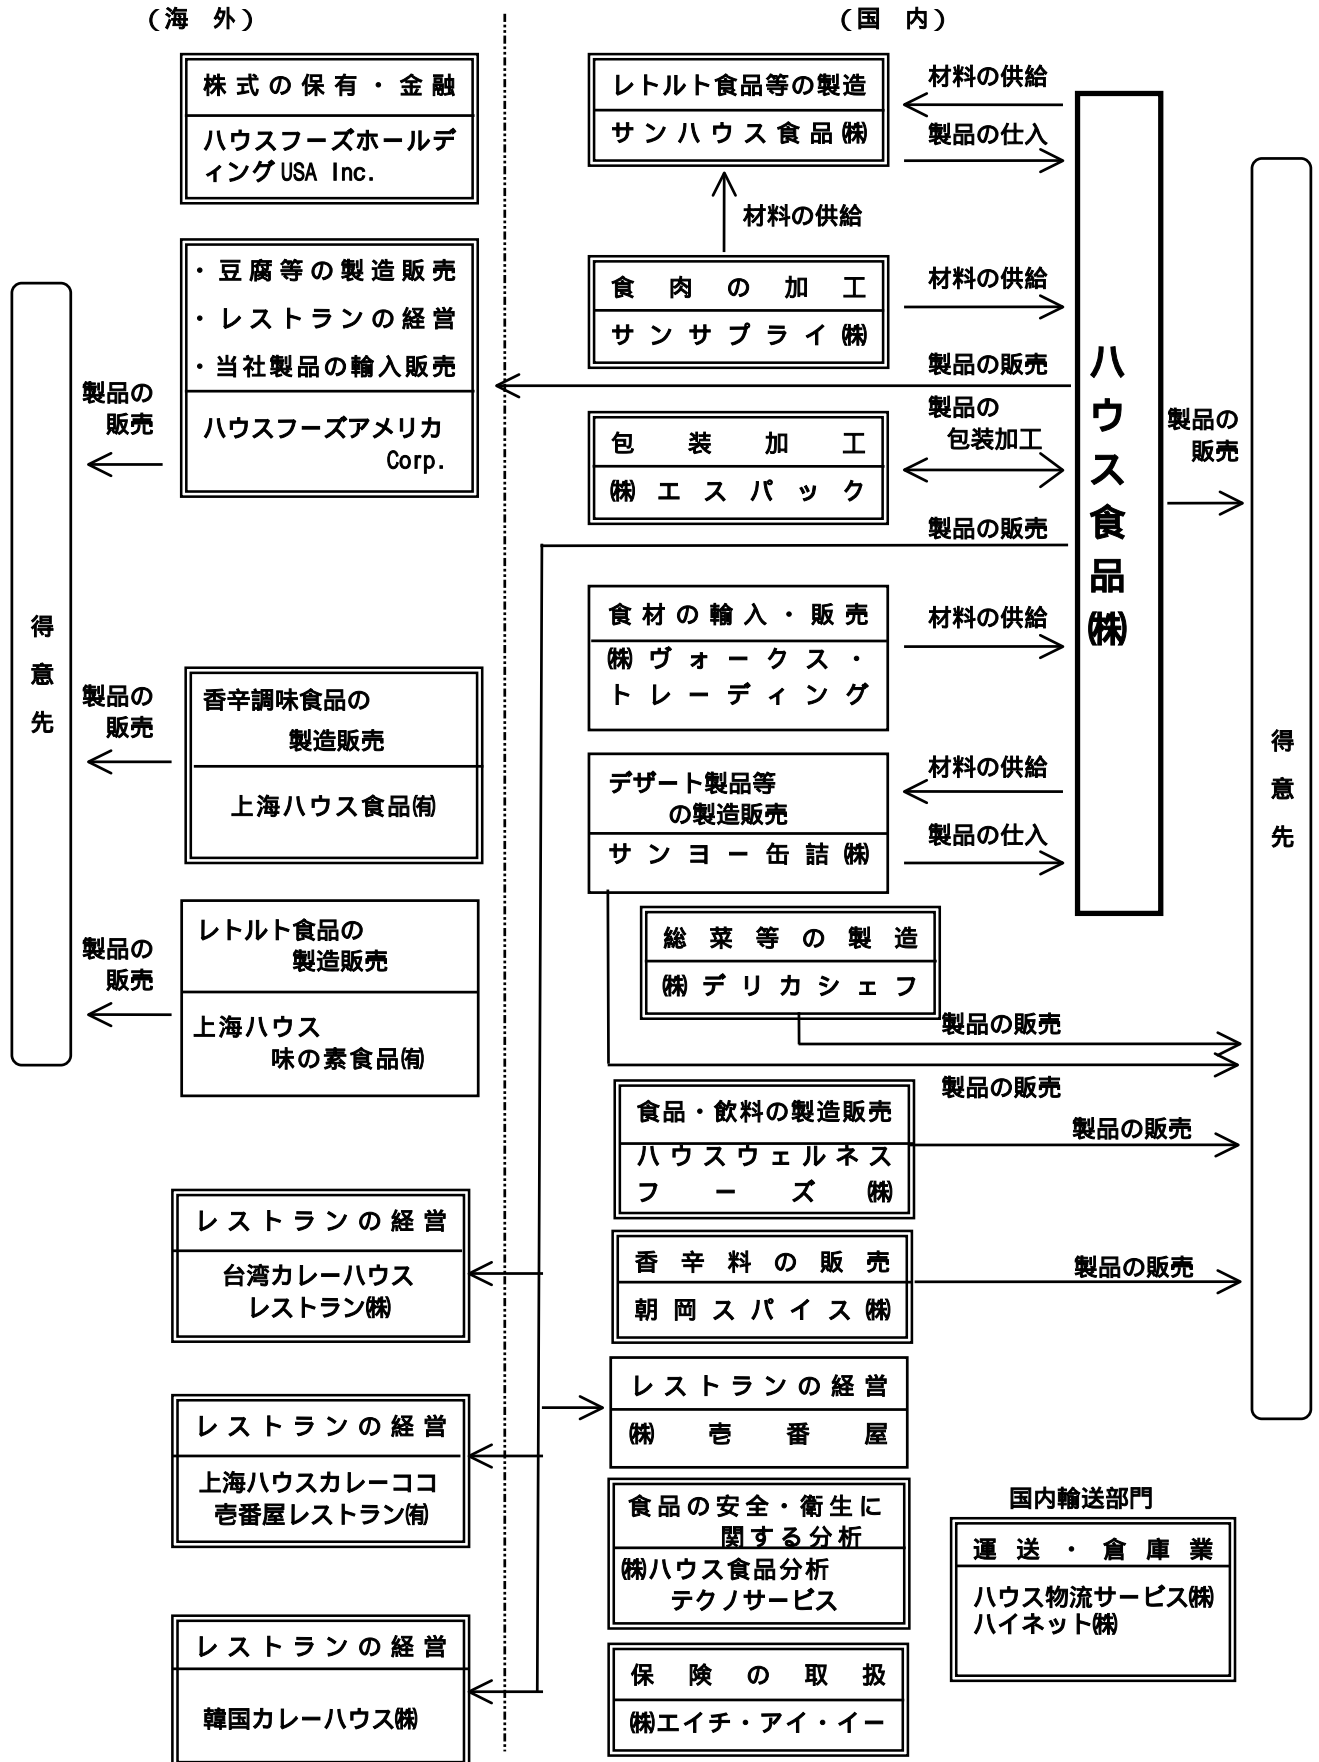 （海　外）
株式の保有・金融
ハウスフーズホールデ
ィングUSA Inc.
・豆腐等の製造販売
・レストランの経営
・当社製品の輸入販売
ハウスフーズアメリカ
Corp.
製品の
販売
香辛調味食品の
製造販売
上海ハウス食品㈲
製品の
販売
レトルト食品の
製造販売
上海ハウス
味の素食品㈲
製品の
販売
得
意
先
レストランの経営
台湾カレーハウス
レストラン㈱
レストランの経営
上海ハウスカレーココ
壱番屋レストラン㈲
レストランの経営
韓国カレーハウス㈱
（国　内）
レトルト食品等の製造
サンハウス食品㈱
材料の供給
製品の仕入
材料の供給
食肉の加工
サンサプライ㈱
材料の供給
製品の販売
包装加工
㈱エスパック
製品の
包装加工
製品の販売
食材の輸入・販売
㈱ヴォークス・
トレーディング
材料の供給
デザート製品等
の製造販売
サンヨー缶詰㈱
材料の供給
製品の仕入
ハウス食品㈱
製品の
販売
得
意
先
総菜等の製造
㈱デリカシェフ
製品の販売
製品の販売
食品・飲料の製造販売
ハウスウェルネス
フーズ㈱
製品の販売
香辛料の販売
朝岡スパイス㈱
製品の販売
レストランの経営
㈱壱番屋
食品の安全・衛生に
関する分析
㈱ハウス食品分析
テクノサービス
保険の取扱
㈱エイチ・アイ・イー
国内輸送部門
運送・倉庫業
ハウス物流サービス㈱
ハイネット㈱